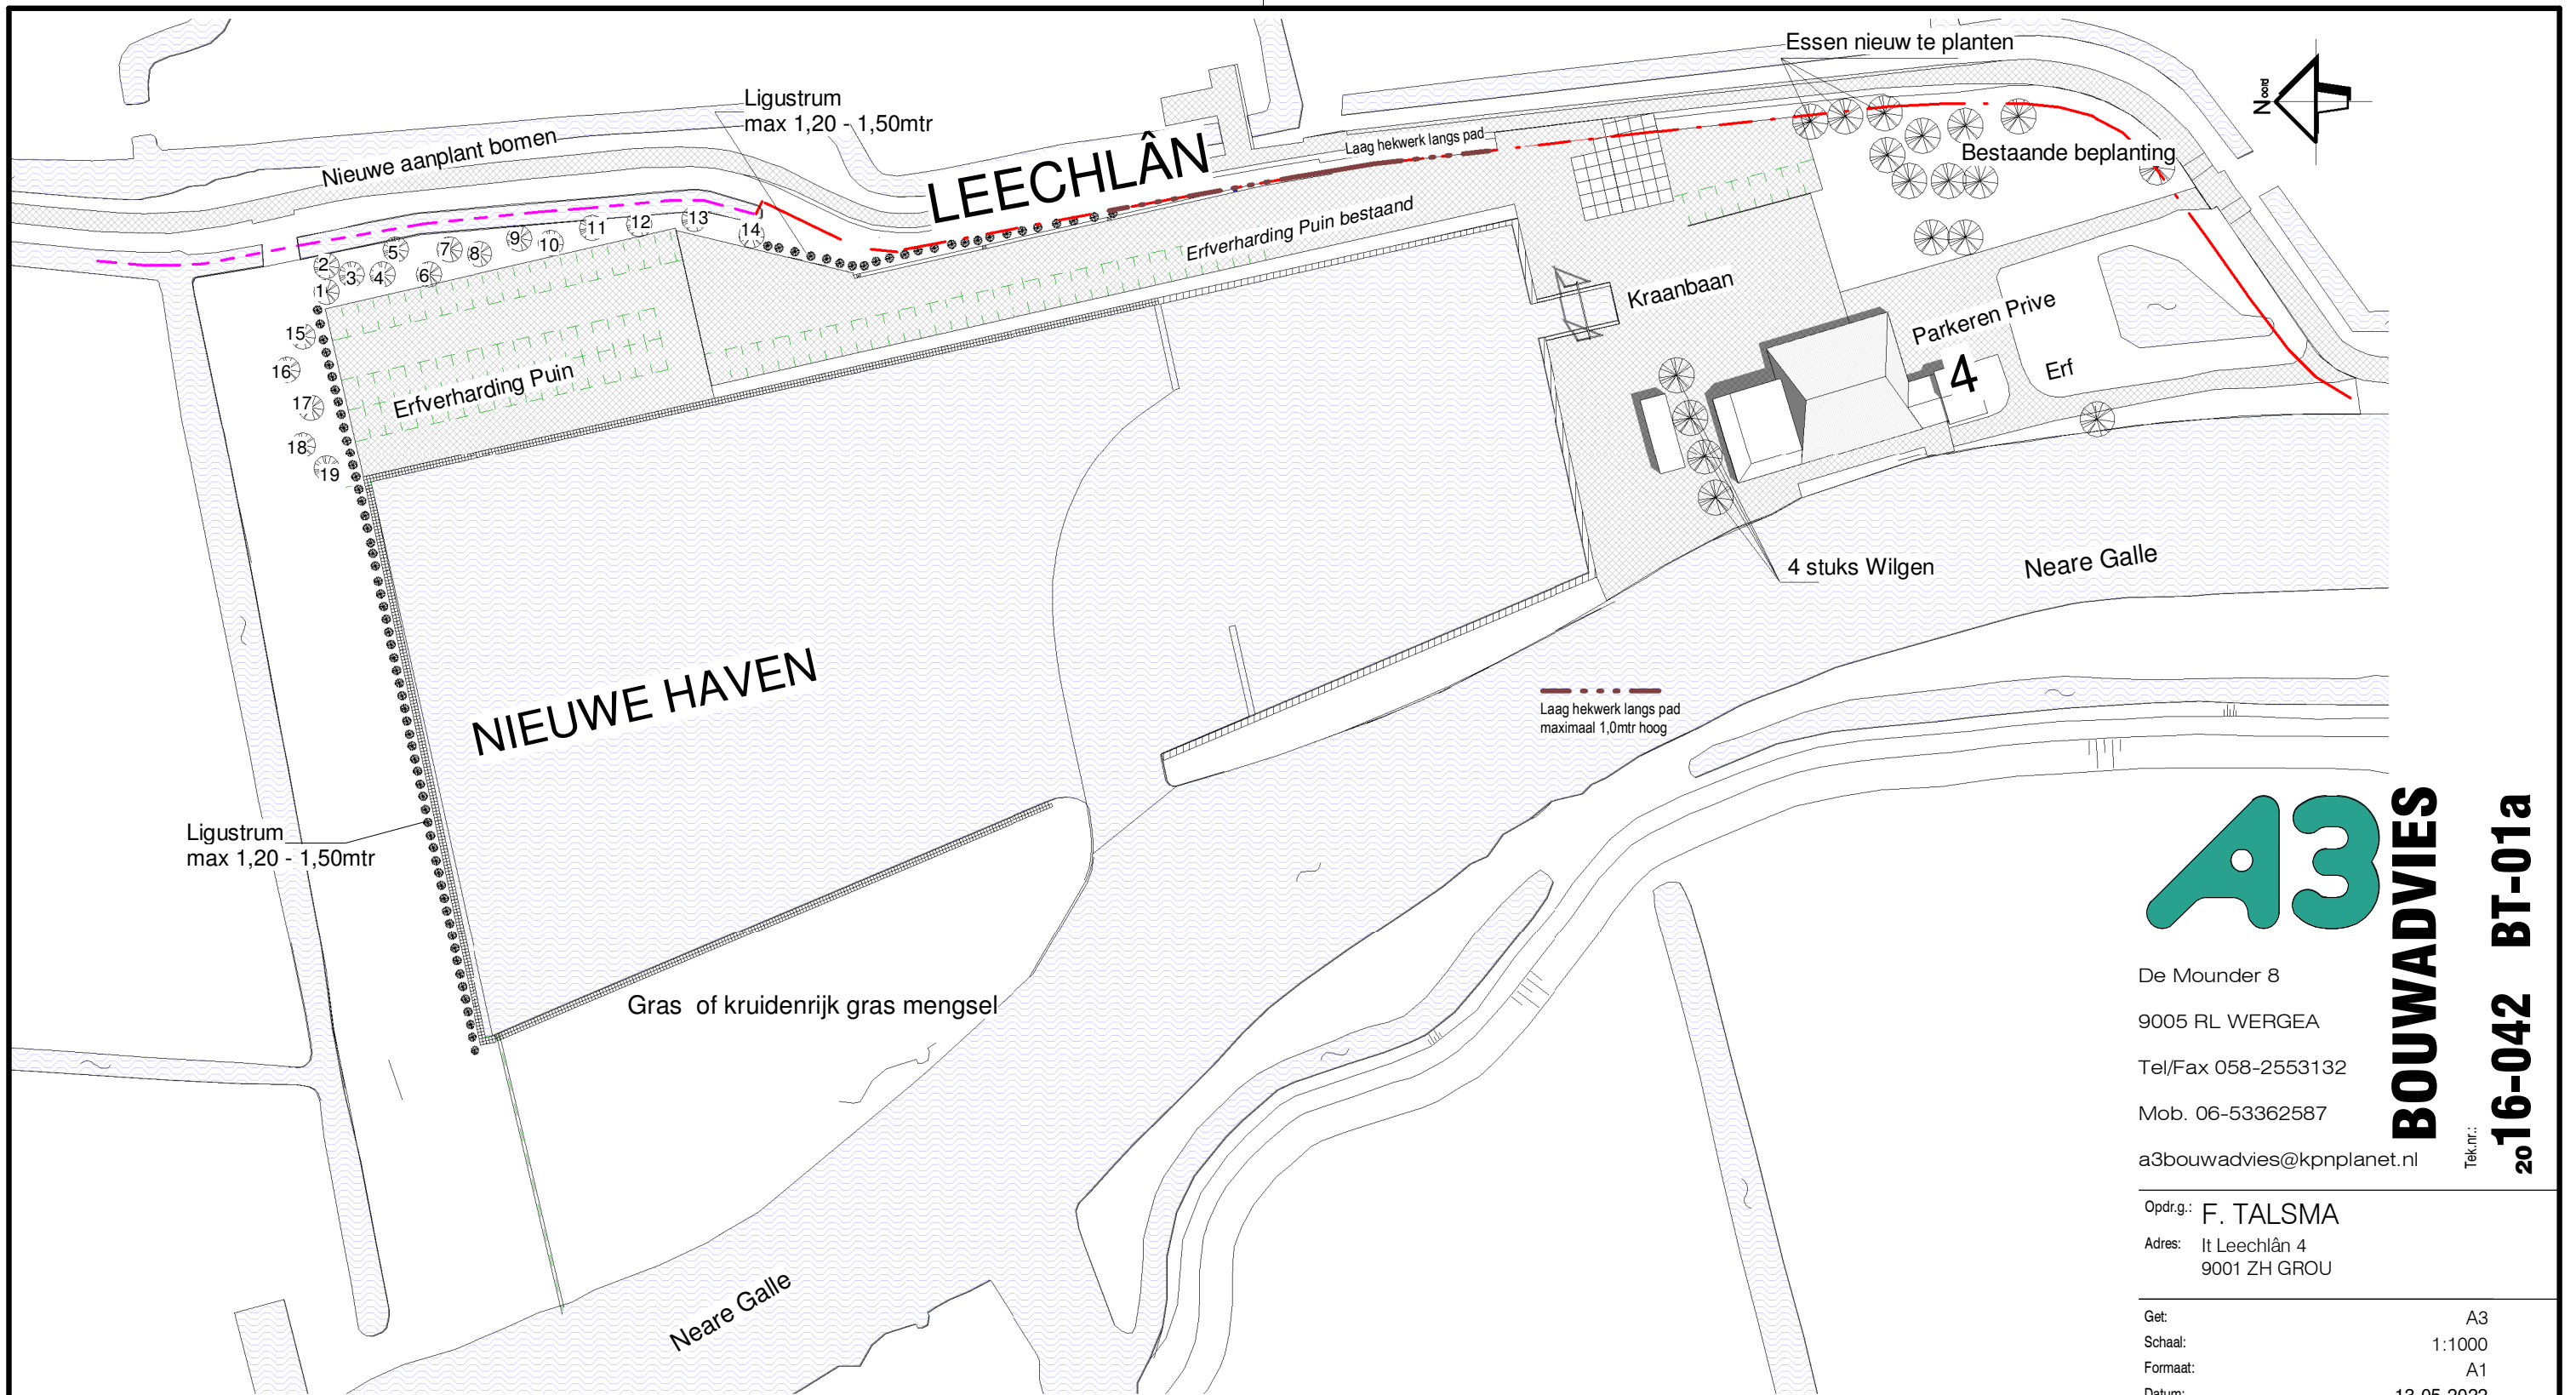 Essen nieuw te planten
Noord
Ligustrum
max 1,20 - 1,50mtr
Nieuwe aanplant bomen
LEECHLÂN
Laag hekwerk langs pad
Bestaande beplanting
Erfverharding Puin bestaand
1
2
3
4
5
6
7
8
9
10
11
12
13
14
15
16
17
18
19
Erfverharding Puin
Kraanbaan
Parkeren Prive
4
Erf
4 stuks Wilgen
Neare Galle
NIEUWE HAVEN
Laag hekwerk langs pad
maximaal 1,0mtr hoog
Ligustrum
max 1,20 - 1,50mtr
Gras of kruidenrijk gras mengsel
Neare Galle
A3
BOUWADVIES
Tek.nr.:
2016-042 BT-01a
De Mounder 8
9005 RL WERGEA
Tel/Fax 058-2553132
Mob. 06-53362587
a3bouwadvies@kpnplanet.nl
Opdr.g.: F. TALSMA
Adres: It Leechlân 4
9001 ZH GROU
Get: A3
Schaal: 1:1000
Formaat: A1
Datum: 13-05-2022